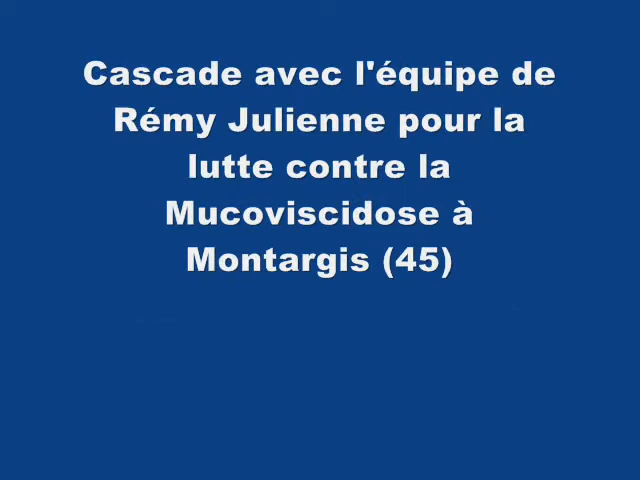 Cascade avec l'équipe de
Rémy Julienne pour la
lutte contre la
Mucoviscidose à
Montargis (45)